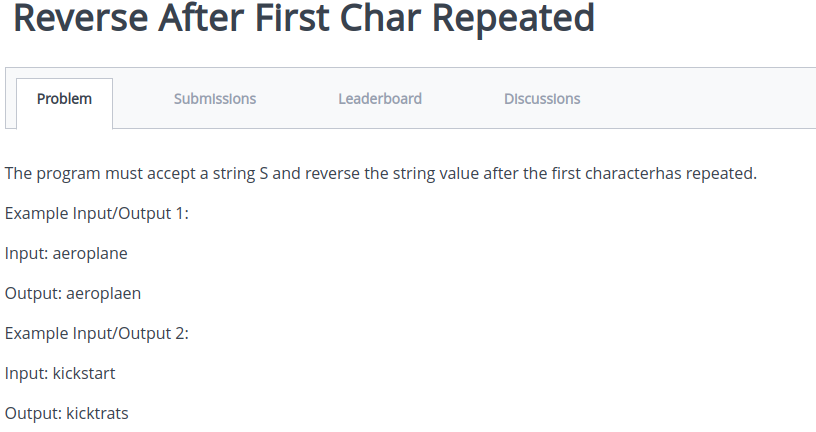 Reverse After First Char Repeated
Problem Submissions Leaderboard Discussions
The program must accept a string S and reverse the string value after the first characterhas repeated.
Example Input/Output 1:
Input: aeroplane
Output: aeroplaen
Example Input/Output 2:
Input: kickstart
Output: kicktrats